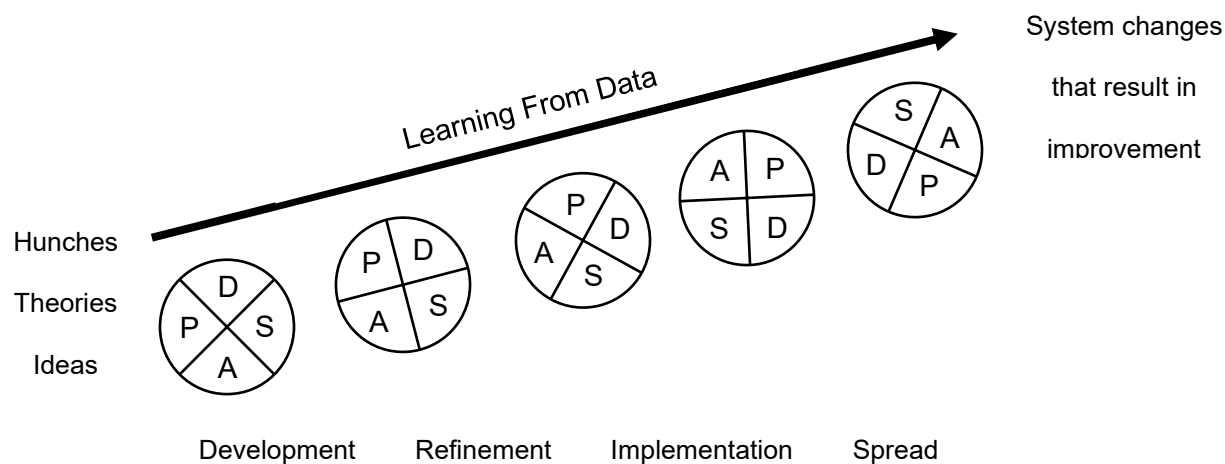 System changes
that result in
improvement
Learning From Data
Hunches
Theories
Ideas
D
P S
A
P D
A S
P
A D
S
A P
S D
S
D A
P
Development Refinement Implementation Spread